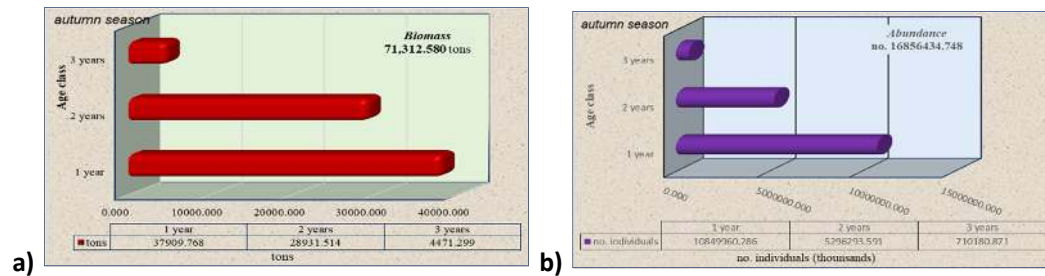 autumn season
Biomass
71,312.580 tons
Age class
3 years
2 years
1 year
0.000 10000.000 20000.000 30000.000 40000.000
1 year 2 years 3 years
tons 37909.768 28931.514 4471.299
tons
a)
autumn season
Abundance
no. 16856434.748
Age class
3 years
2 years
1 year
0.000 5000000.000 10000000.000 15000000.000
1 year 2 years 3 years
no. individuals 10849960.286 5296293.591 710180.871
no. individuals (thounsands)
b)